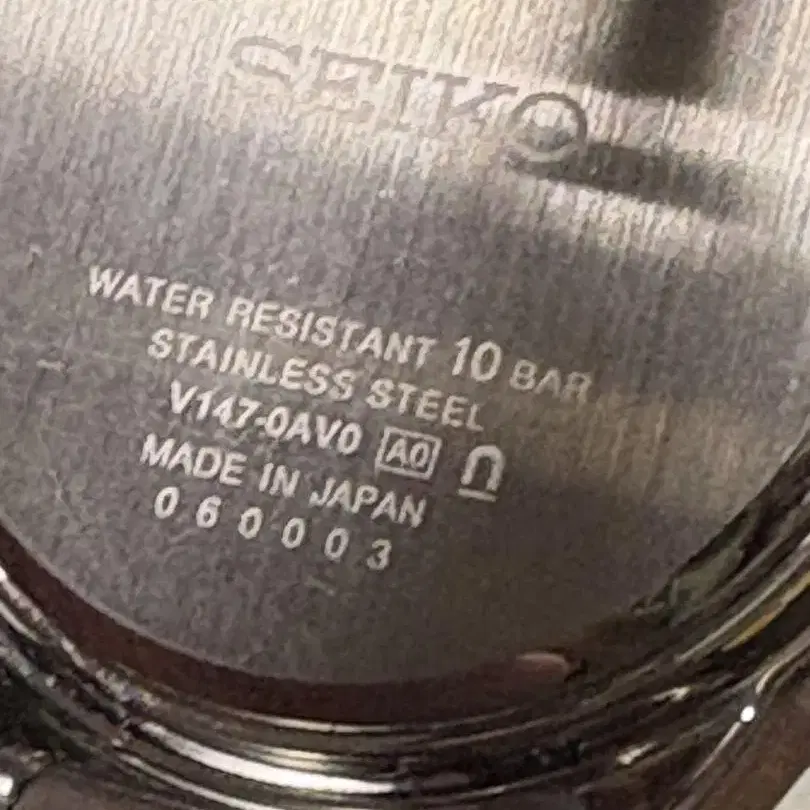 SEIKO
WATER RESISTANT 10 BAR
STAINLESS STEEL
V147-0AV0 A0
MADE IN JAPAN
060003